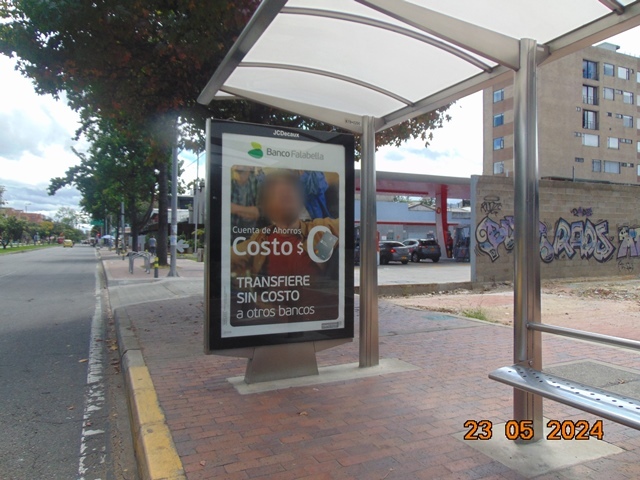 JCDecaux
Banco Falabella
Cuenta de Ahorros
Costo $0
TRANSFIERE
SIN COSTO
a otros bancos
23 05 2024